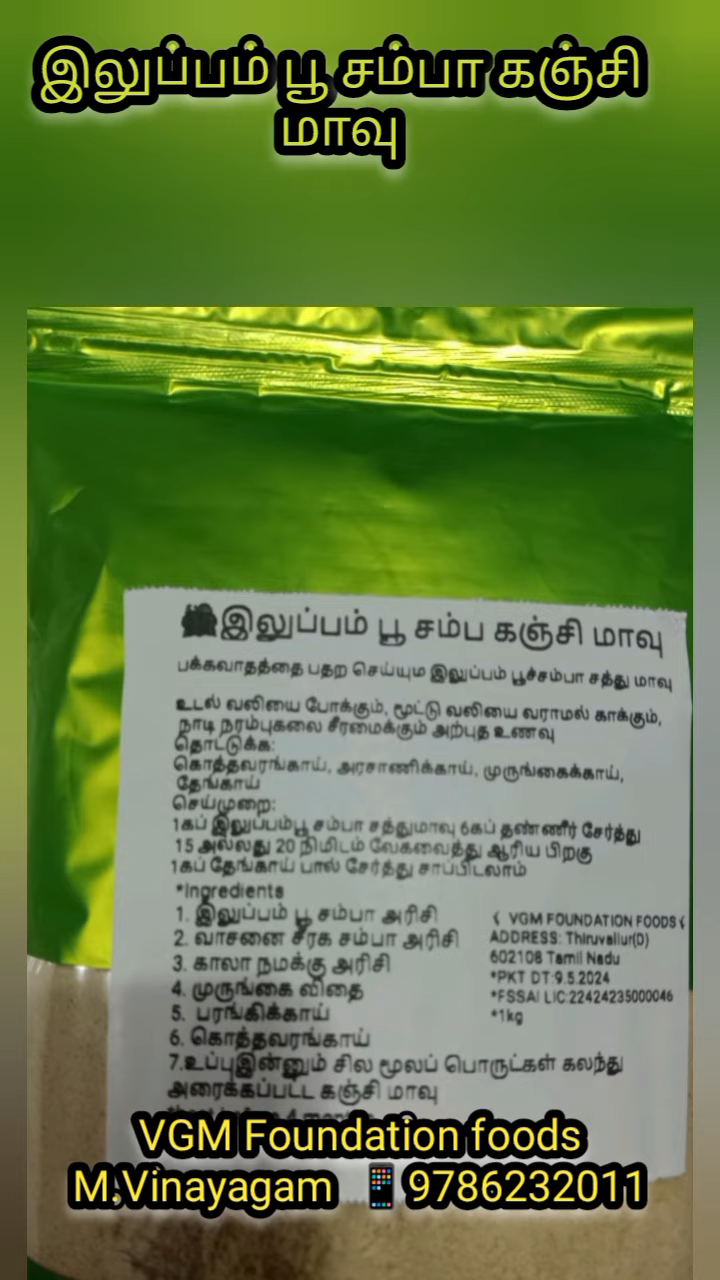 இலுப்பம் பூ சம்பா கஞ்சி
மாவு
இலுப்பம் பூ சம்ப கஞ்சி மாவு
பக்கவாதத்தை பதற செய்யும இலுப்பம் பூச்சம்பா சத்து மாவு
உடல் வலியை போக்கும், மூட்டு வலியை வராமல் காக்கும்,
நாடி நரம்புகலை சீரமைக்கும் அற்புத உணவு
தொட்டுக்க:
கொத்தவரங்காய், அரசாணிக்காய், முருங்கைக்காய்,
தேங்காய்
செய்முறை:
1கப் இலுப்பம்பூ சம்பா சத்துமாவு 6கப் தண்ணீர் சேர்த்து
15 அல்லது 20 நிமிடம் வேகவைத்து ஆரிய பிறகு
1கப் தேங்காய் பால் சேர்த்து சாப்பிடலாம்
*Ingredients
1. இலுப்பம் பூ சம்பா அரிசி
2. வாசனை சீரக சம்பா அரிசி
3. காலா நமக்கு அரிசி
4. முருங்கை விதை
5. பரங்கிக்காய்
6. கொத்தவரங்காய்
7.உப்புஇன்னும் சில மூலப் பொருட்கள் கலந்து
அரைக்கப்பட்ட கஞ்சி மாவு
VGM FOUNDATION FOODS
ADDRESS: Thiruvallur(D)
602108 Tamil Nadu
*PKT DT:9.5.2024
*FSSAI LIC:22424235000046
*1kg
VGM Foundation foods
M.Vinayagam 📱9786232011